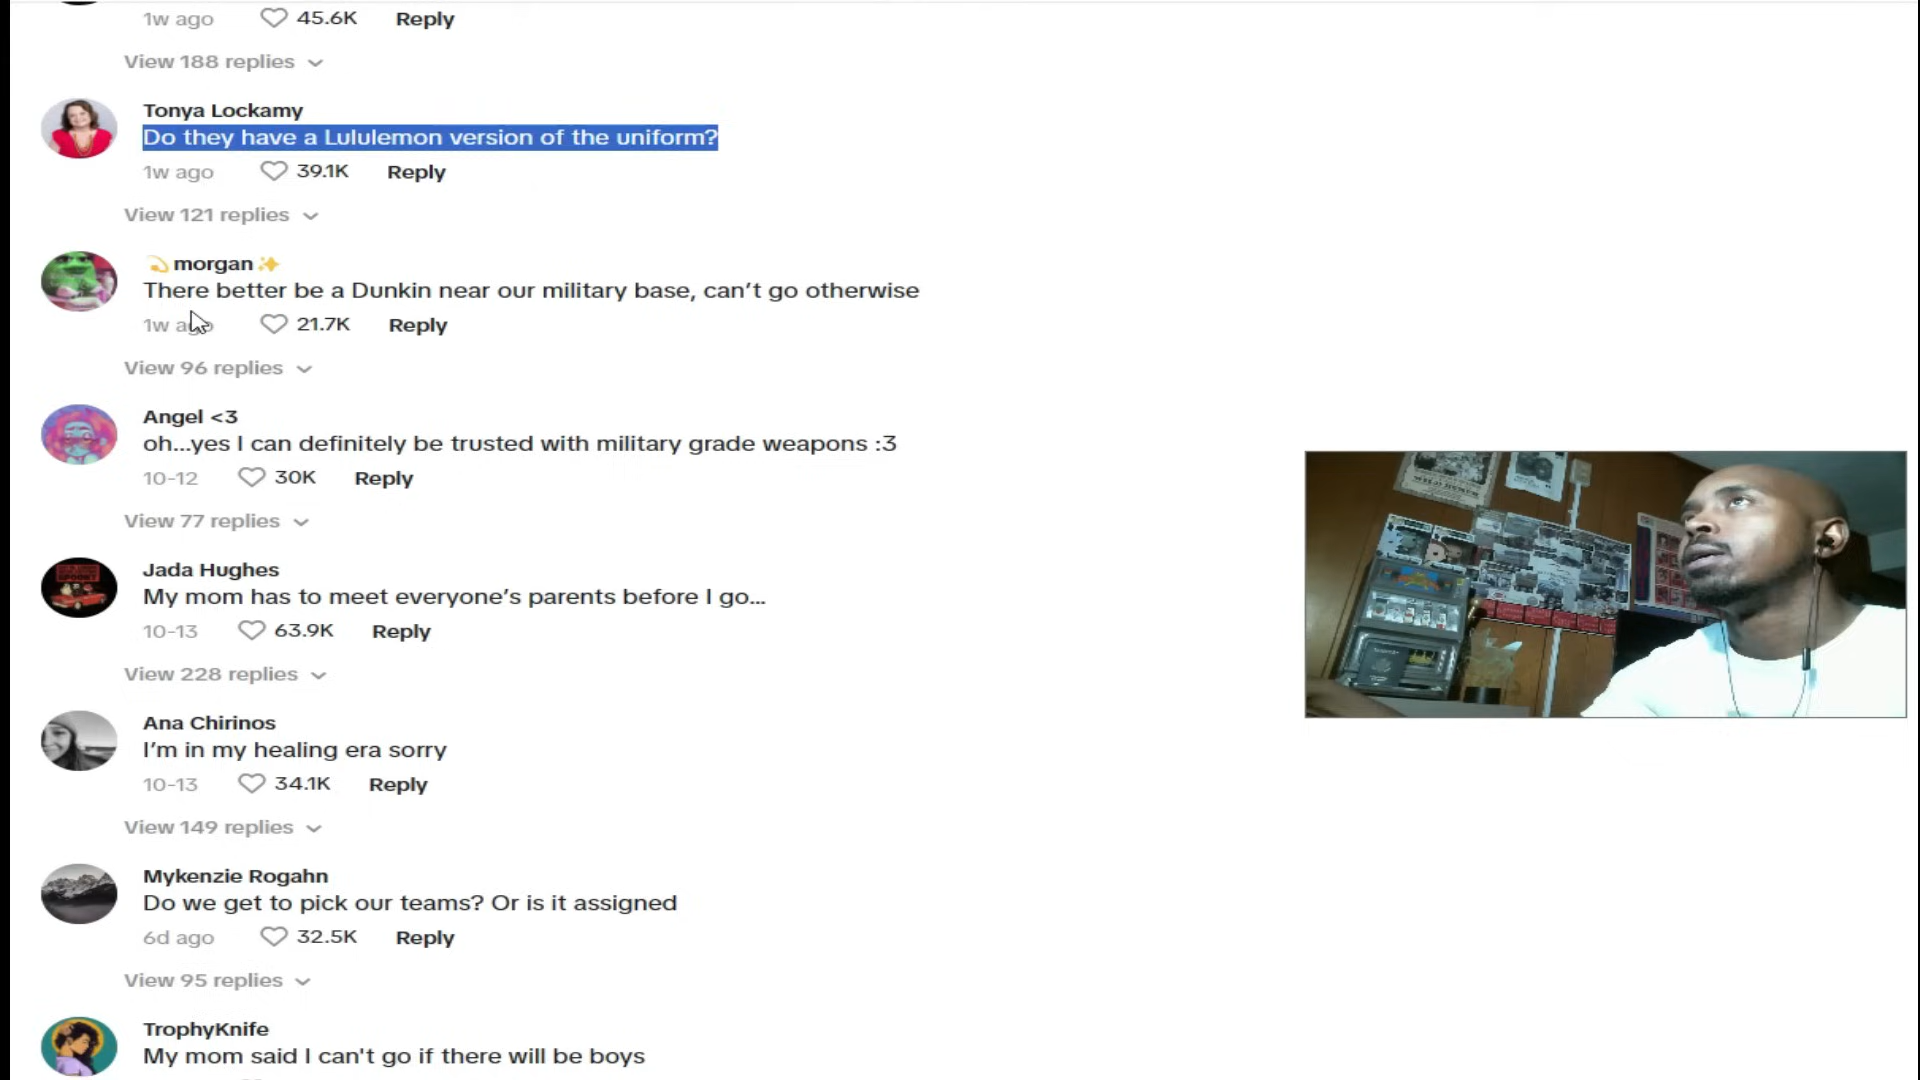 1w ago 45.6K Reply
View 188 replies
Tonya Lockamy
Do they have a Lululemon version of the uniform?
1w ago 39.1K Reply
View 121 replies
💫morgan✨
There better be a Dunkin near our military base, can’t go otherwise
1w ago 21.7K Reply
View 96 replies
Angel <3
oh...yes I can definitely be trusted with military grade weapons :3
10-12 30K Reply
View 77 replies
Jada Hughes
My mom has to meet everyone’s parents before I go...
10-13 63.9K Reply
View 228 replies
Ana Chirinos
I’m in my healing era sorry
10-13 34.1K Reply
View 149 replies
Mykenzie Rogahn
Do we get to pick our teams? Or is it assigned
6d ago 32.5K Reply
View 95 replies
TrophyKnife
My mom said I can't go if there will be boys